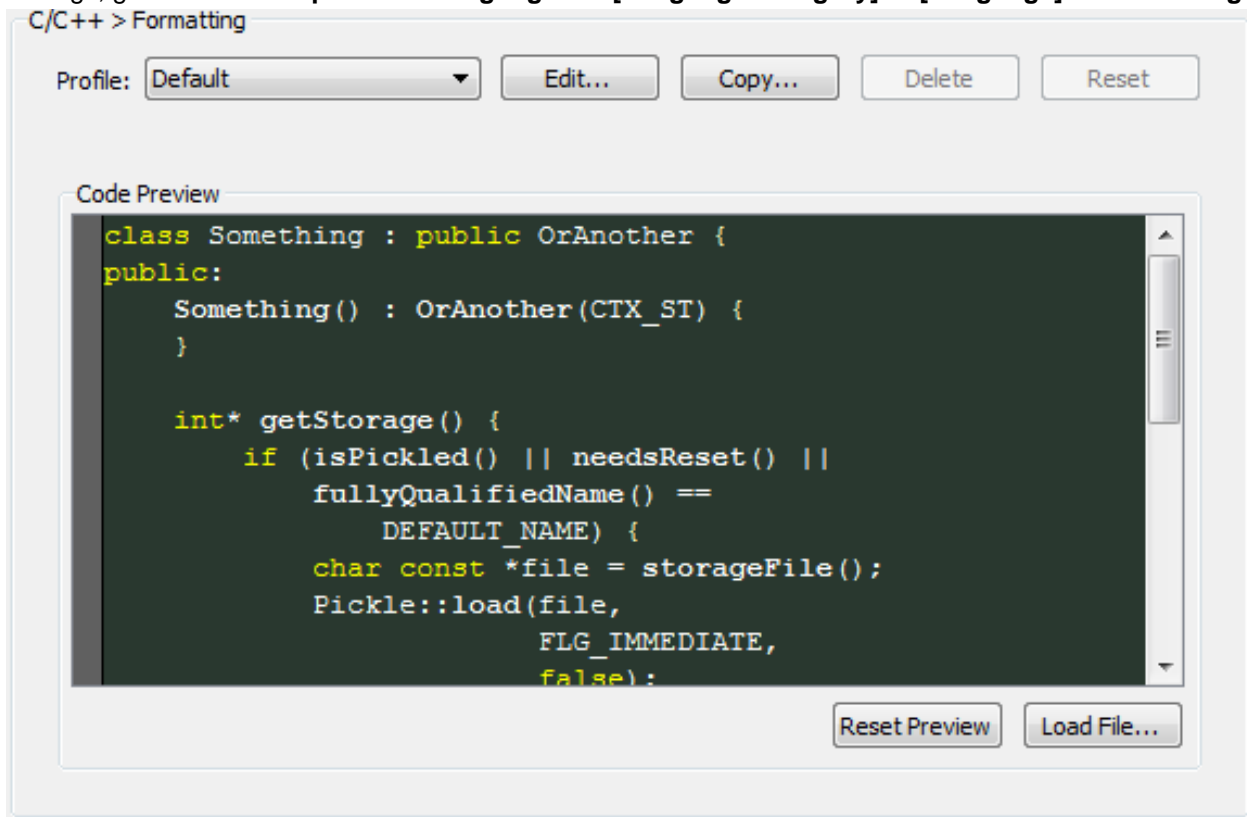 C/C++ > Formatting
Profile: Default Edit... Copy... Delete Reset
Code Preview
class Something : public OrAnother {
public:
    Something() : OrAnother(CTX_ST) {
    }
    int* getStorage() {
        if (isPickled() || needsReset() ||
            fullyQualifiedName() ==
                DEFAULT_NAME) {
            char const *file = storageFile();
            Pickle::load(file,
                         FLG_IMMEDIATE,
                         false);
Reset Preview Load File...